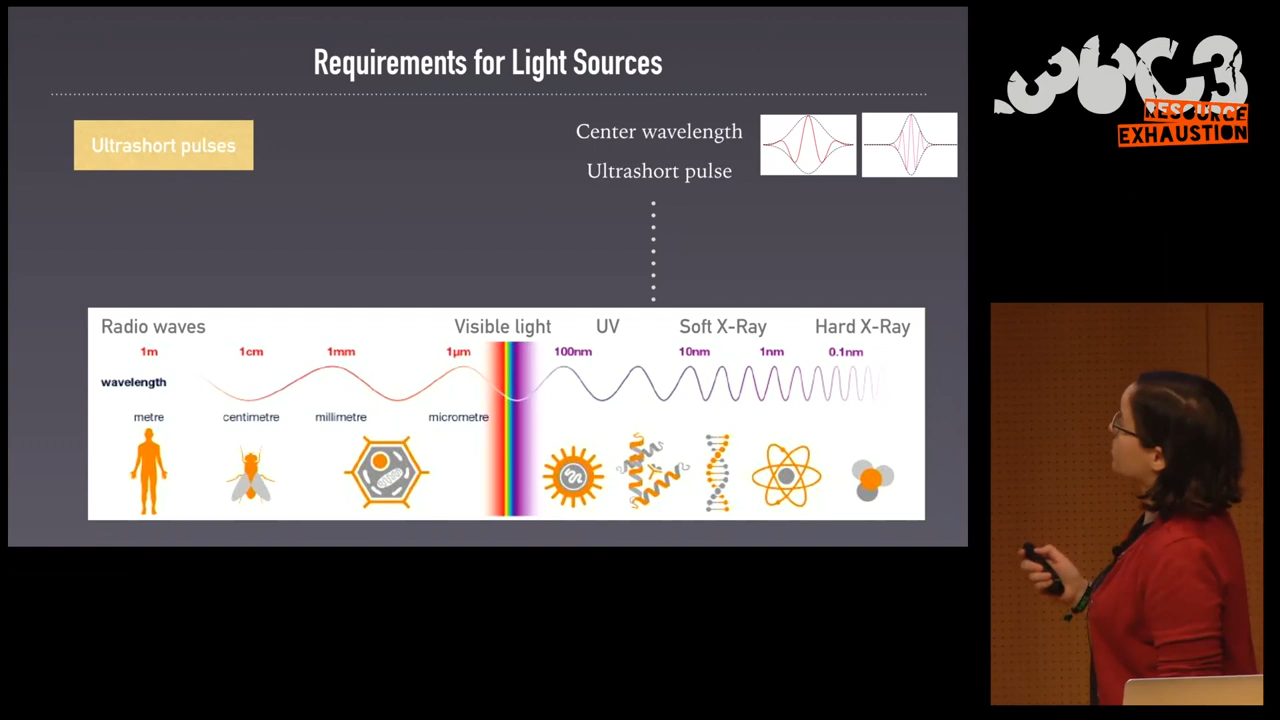 Requirements for Light Sources
Ultrashort pulses
Center wavelength
Ultrashort pulse
Radio waves
Visible light
UV
Soft X-Ray
Hard X-Ray
1m
1cm
1mm
1µm
100nm
10nm
1nm
0.1nm
wavelength
metre
centimetre
millimetre
micrometre
36C3
RESOURCE
EXHAUSTION